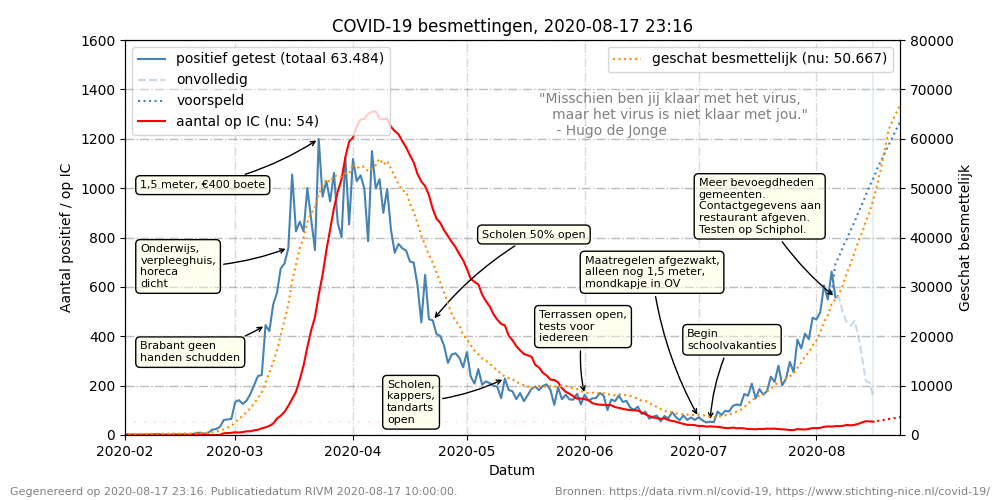 COVID-19 besmettingen, 2020-08-17 23:16
positief getest (totaal 63.484)
onvolledig
voorspeld
aantal op IC (nu: 54)
geschat besmettelijk (nu: 50.667)
"Misschien ben jij klaar met het virus,
maar het virus is niet klaar met jou."
- Hugo de Jonge
1,5 meter, €400 boete
Onderwijs,
verpleeghuis,
horeca
dicht
Brabant geen
handen schudden
Scholen 50% open
Scholen,
kappers,
tandarts
open
Terrassen open,
tests voor
iedereen
Maatregelen afgezwakt,
alleen nog 1,5 meter,
mondkapje in OV
Begin
schoolvakanties
Meer bevoegdheden
gemeenten.
Contactgegevens aan
restaurant afgeven.
Testen op Schiphol.
Aantal positief / op IC
1600
1400
1200
1000
800
600
400
200
0
Geschat besmettelijk
80000
70000
60000
50000
40000
30000
20000
10000
0
2020-02
2020-03
2020-04
2020-05
2020-06
2020-07
2020-08
Datum
Gegenereerd op 2020-08-17 23:16. Publicatiedatum RIVM 2020-08-17 10:00:00.
Bronnen: https://data.rivm.nl/covid-19, https://www.stichting-nice.nl/covid-19/